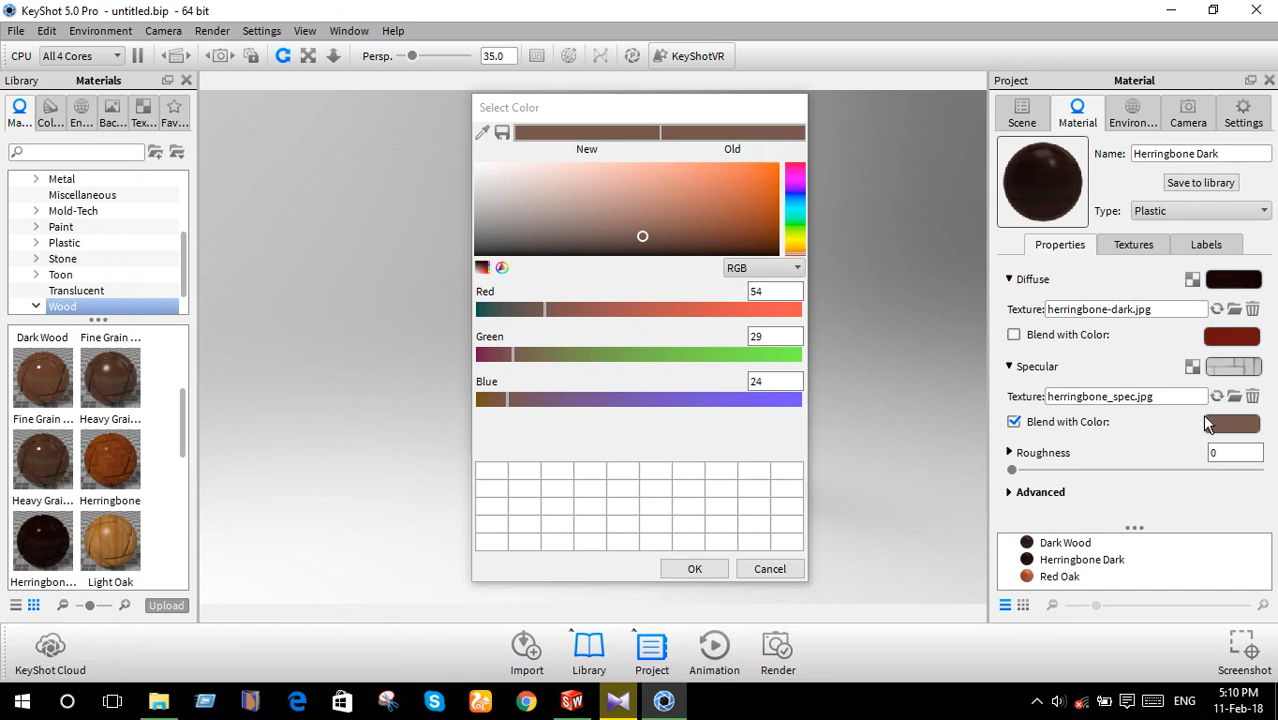 KeyShot 5.0 Pro - untitled.bip - 64 bit
File Edit Environment Camera Render Settings View Window Help
CPU All 4 Cores Persp. 35.0 KeyShotVR
Library Materials
Ma... Col... En... Bac... Tex... Fav...
Metal
Miscellaneous
Mold-Tech
Paint
Plastic
Stone
Toon
Translucent
Wood
Dark Wood Fine Grain ...
Fine Grain ... Heavy Grain...
Heavy Grai... Herringbone
Herringbon... Light Oak
Upload
Select Color
New Old
RGB
Red 54
Green 29
Blue 24
OK Cancel
Project Material
Scene Material Environ... Camera Settings
Name: Herringbone Dark
Save to library
Type: Plastic
Properties Textures Labels
Diffuse
Texture: herringbone-dark.jpg
Blend with Color:
Specular
Texture: herringbone_spec.jpg
Blend with Color:
Roughness 0
Advanced
Dark Wood
Herringbone Dark
Red Oak
KeyShot Cloud Import Library Project Animation Render Screenshot
ENG 5:10 PM
11-Feb-18